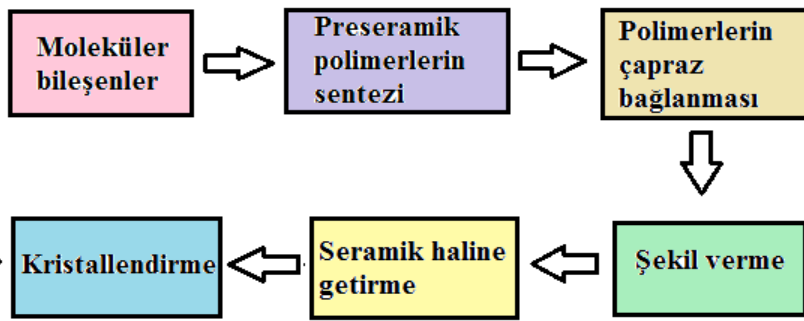 Moleküler
bileşenler
Preseramik
polimerlerin
sentezi
Polimerlerin
çapraz
bağlanması
Şekil verme
Seramik haline
getirme
Kristallendirme